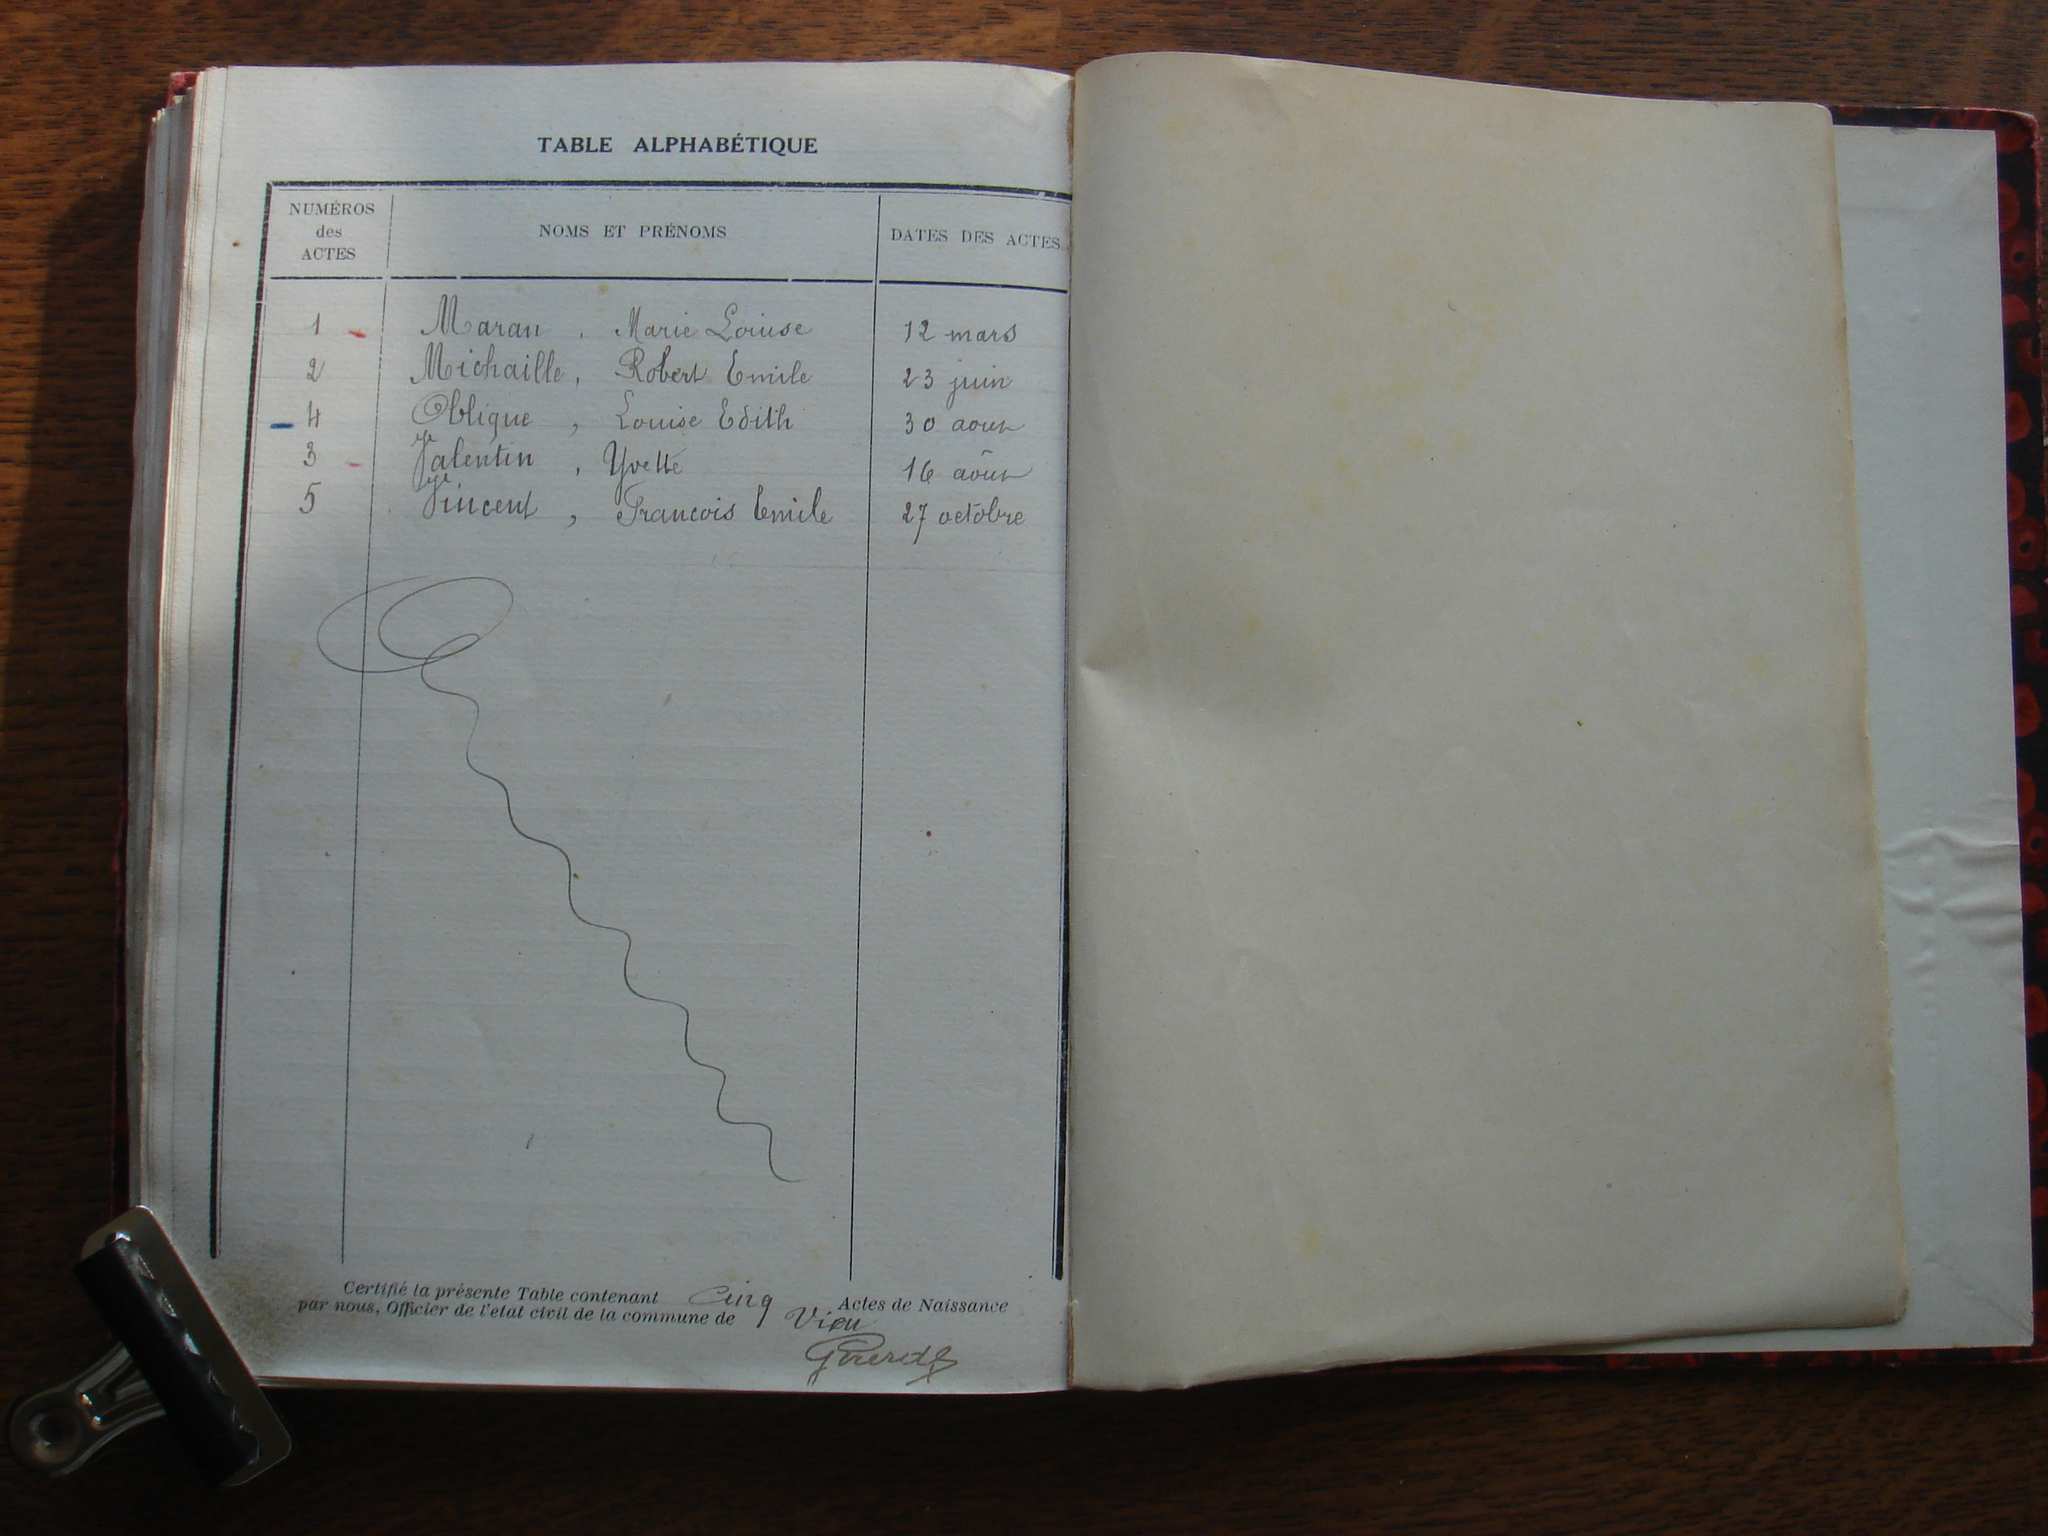 TABLE ALPHABÉTIQUE
NUMÉROS des ACTES NOMS ET PRÉNOMS DATES DES ACTES
1 Maran, Marie Louise 12 mars
2 Michaille, Robert Emile 23 juin
4 Oblique, Louise Edith 30 aout
3 Valentin, Yvette 16 aôut
5 Vincent, Francois Emile 27 octobre
Certifié la présente Table contenant Cinq Actes de Naissance
par nous, Officier de l'etat civil de la commune de Vieu